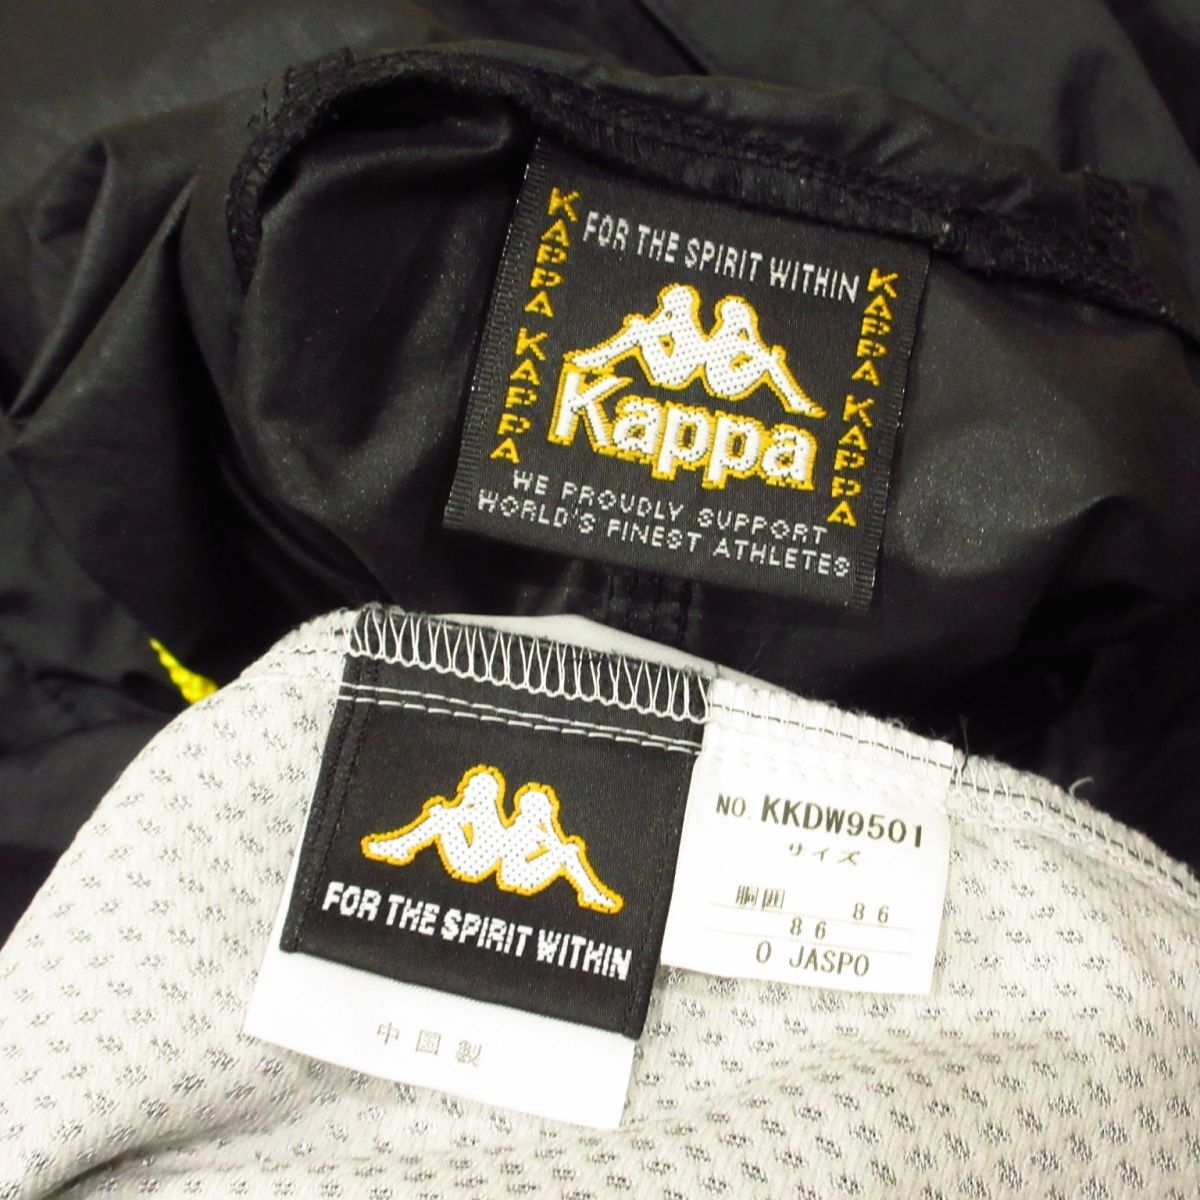 KAPPA KAPPA
FOR THE SPIRIT WITHIN
KAPPA KAPPA
Kappa
WE PROUDLY SUPPORT
WORLD'S FINEST ATHLETES
FOR THE SPIRIT WITHIN
中国製
NO. KKDW9501
サイズ
胴囲 86
86
O JASPO